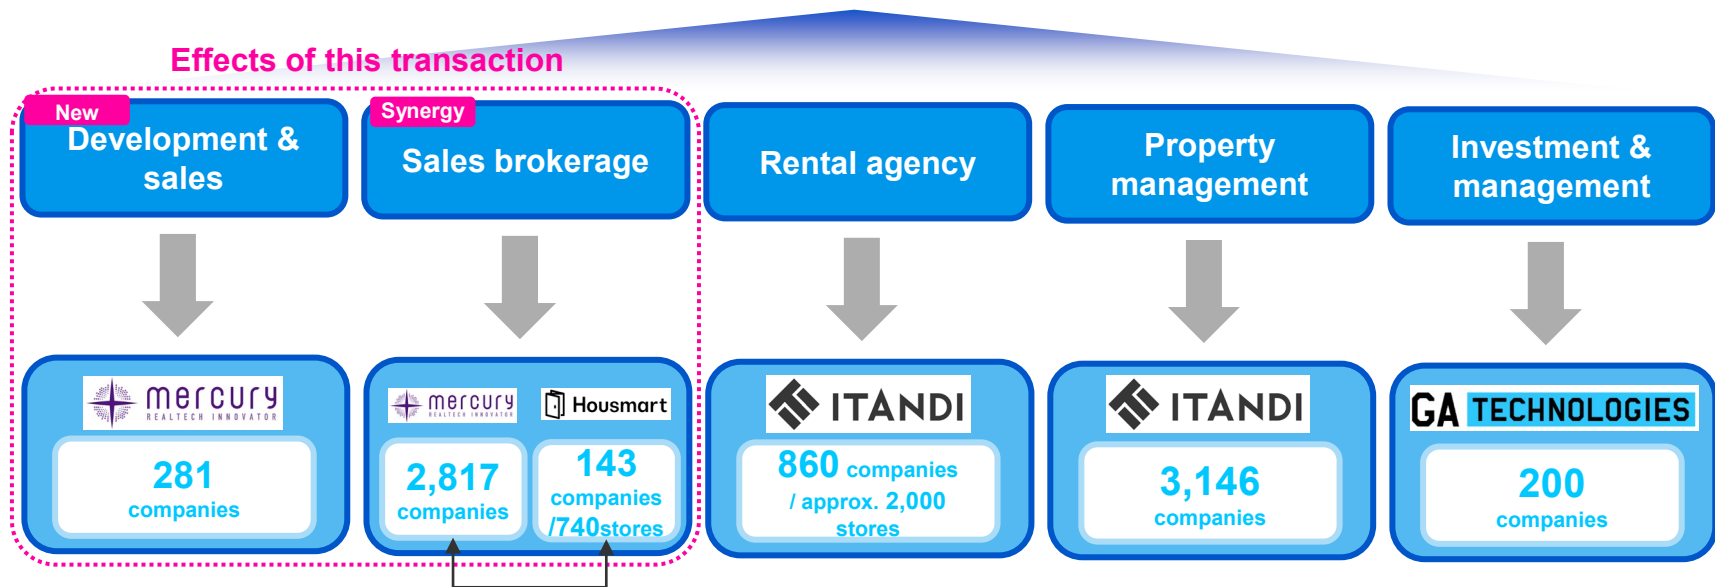 Effects of this transaction
New
Development &
sales
Synergy
Sales brokerage
Rental agency
Property
management
Investment &
management
mercury
REALTECH INNOVATOR
281
companies
mercury
REALTECH INNOVATOR
Housmart
2,817
companies
143
companies
/740stores
ITANDI
860 companies
/ approx. 2,000
stores
ITANDI
3,146
companies
GA TECHNOLOGIES
200
companies